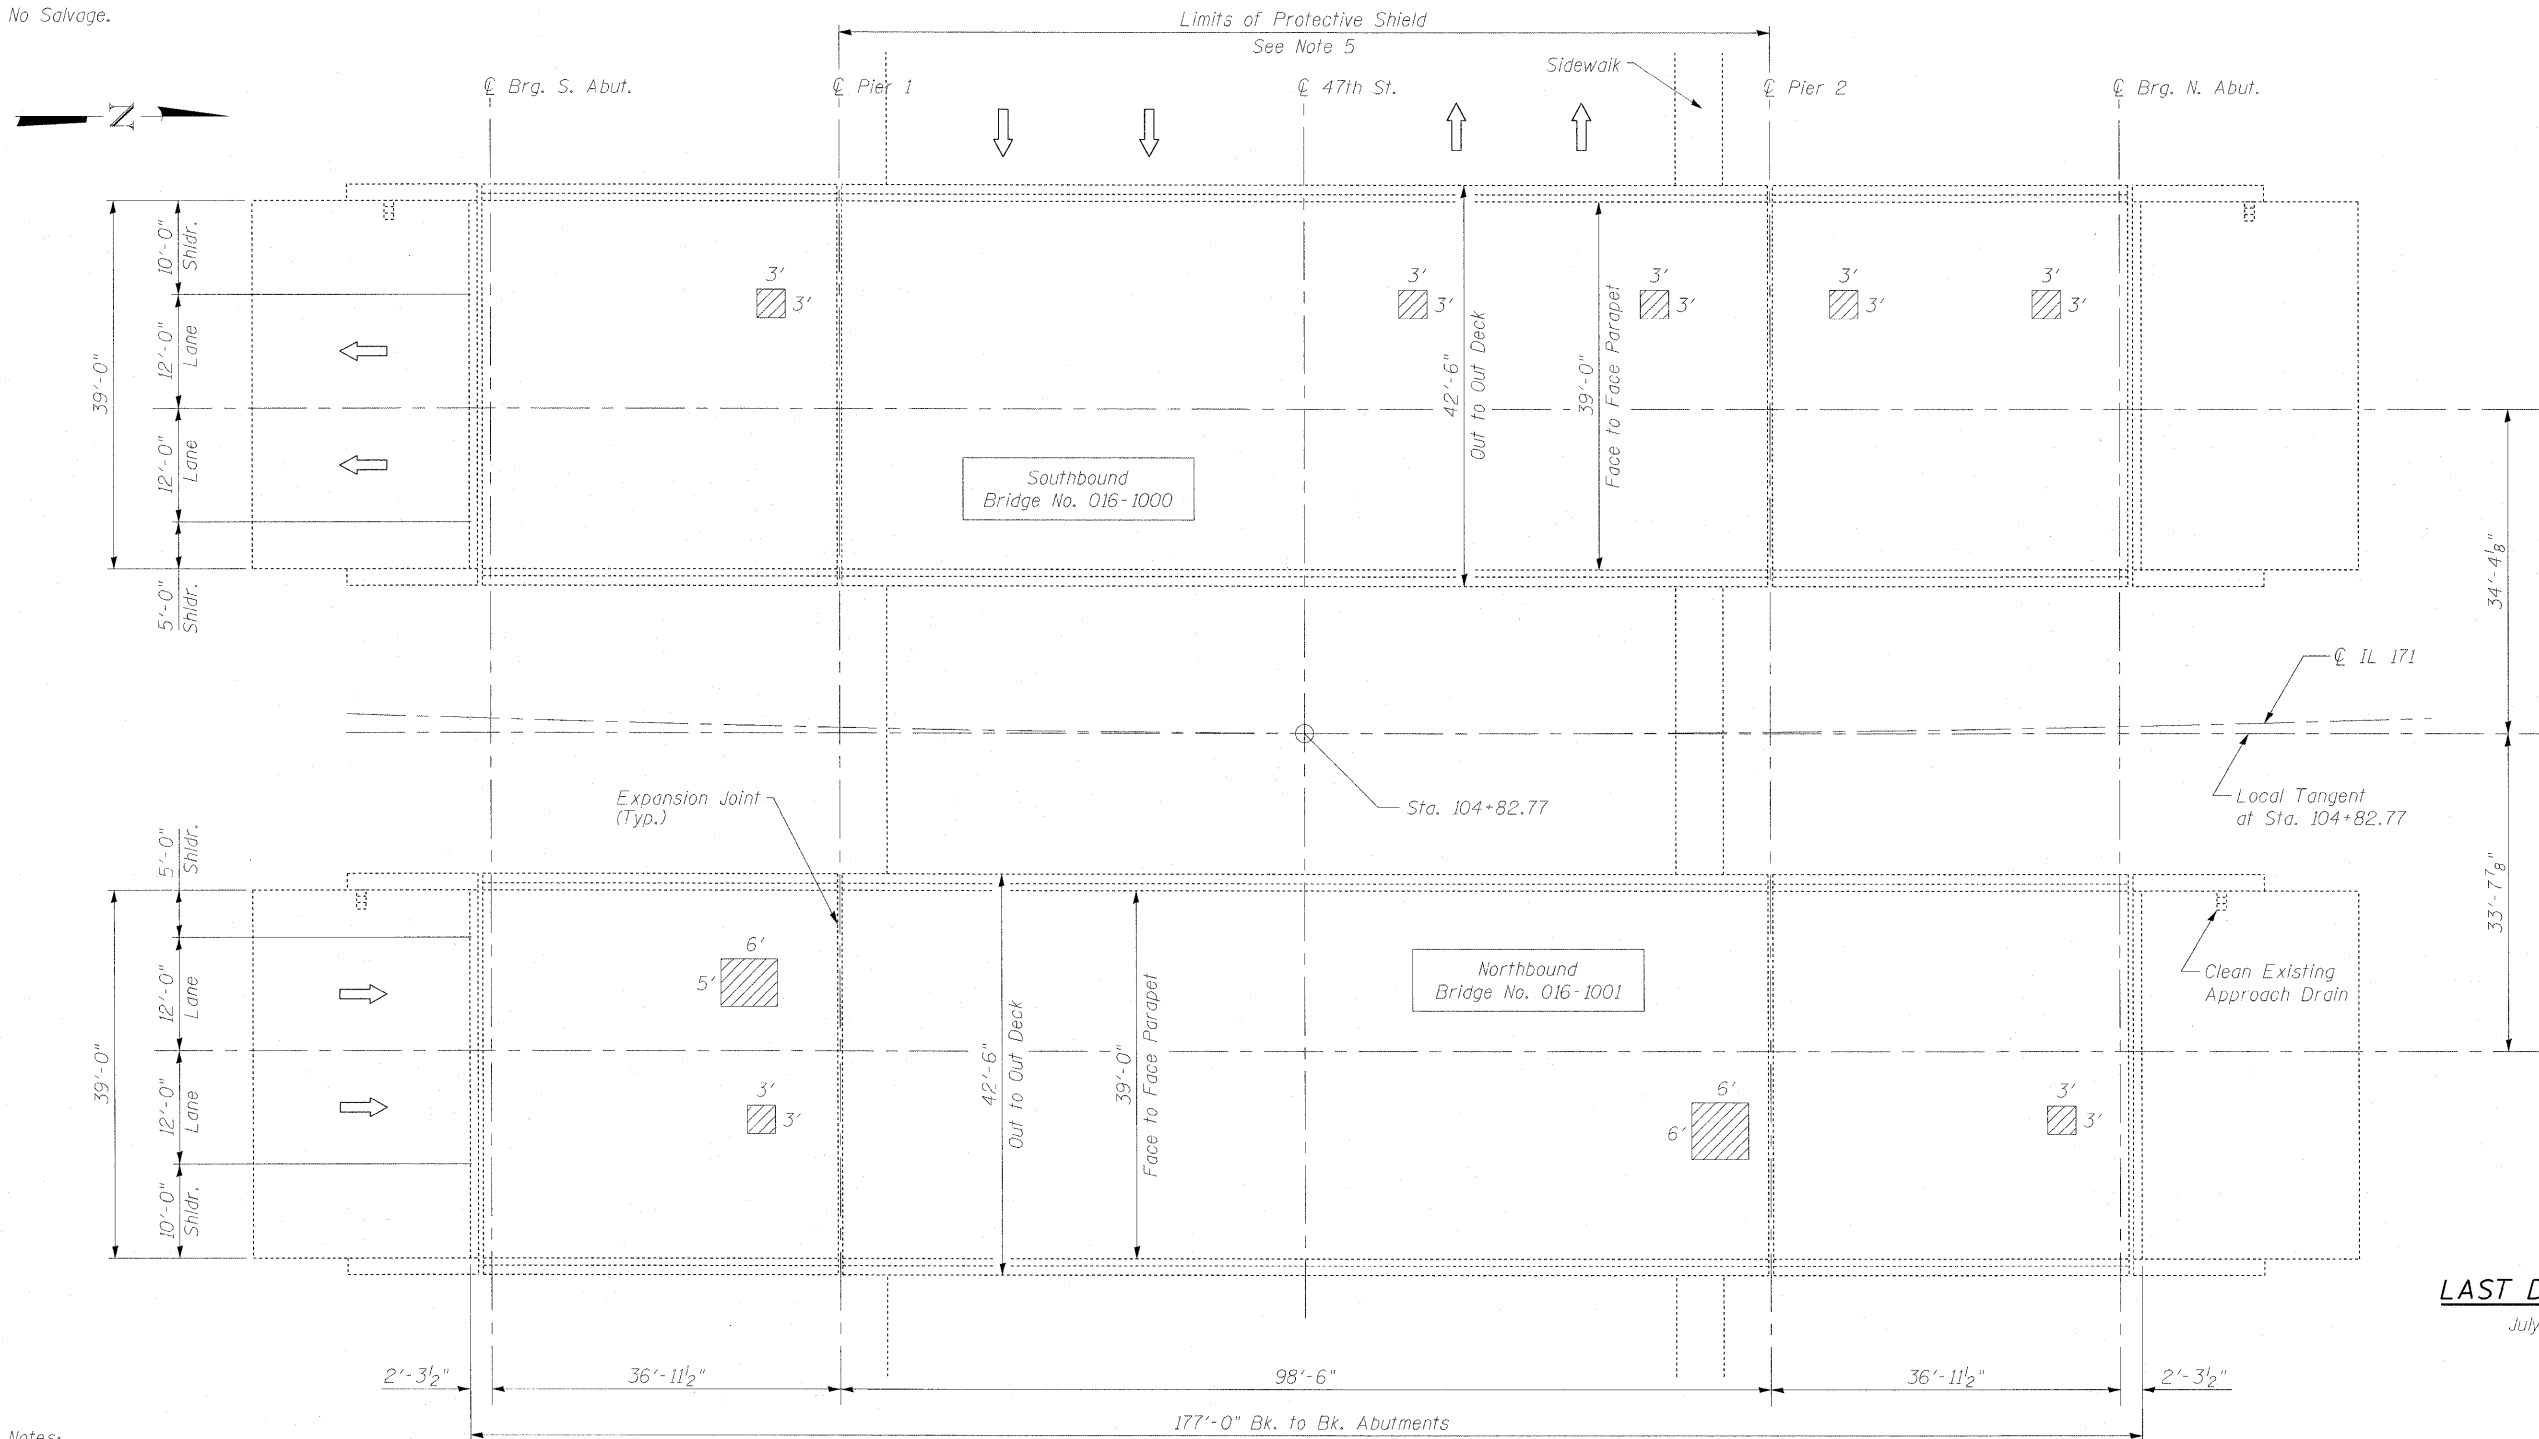 No Salvage.
Limits of Protective Shield
See Note 5
Sidewalk
℄ Brg. S. Abut.
℄ Pier 1
℄ 47th St.
℄ Pier 2
℄ Brg. N. Abut.
N
39'-0"
10'-0"
Shldr.
12'-0"
Lane
12'-0"
Lane
5'-0"
Shldr.
3'
3'
3'
3'
3'
3'
3'
3'
3'
3'
42'-6"
Out to Out Deck
39'-0"
Face to Face Parapet
Southbound
Bridge No. 016-1000
34'-4⅛"
℄ IL 171
Expansion Joint
(Typ.)
Sta. 104+82.77
Local Tangent
at Sta. 104+82.77
33'-7⅞"
39'-0"
5'-0"
Shldr.
12'-0"
Lane
12'-0"
Lane
10'-0"
Shldr.
6'
5'
3'
3'
42'-6"
Out to Out Deck
39'-0"
Face to Face Parapet
Northbound
Bridge No. 016-1001
6'
6'
3'
3'
Clean Existing
Approach Drain
LAST D
July
2'-3½"
36'-11½"
98'-6"
36'-11½"
2'-3½"
177'-0" Bk. to Bk. Abutments
Notes: